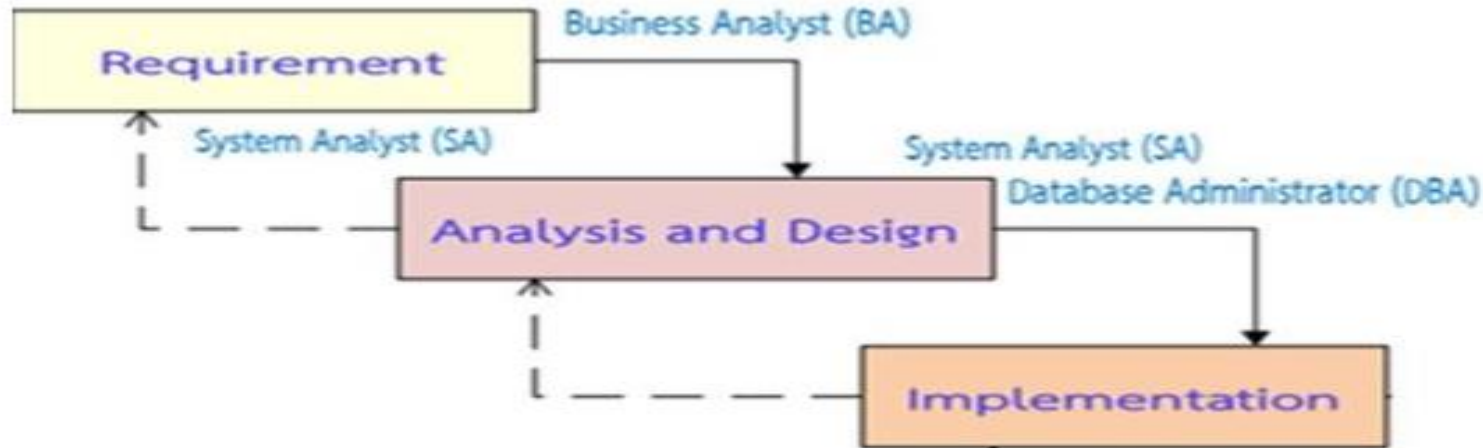 Business Analyst (BA)
Requirement
System Analyst (SA)
System Analyst (SA)
Database Administrator (DBA)
Analysis and Design
Implementation